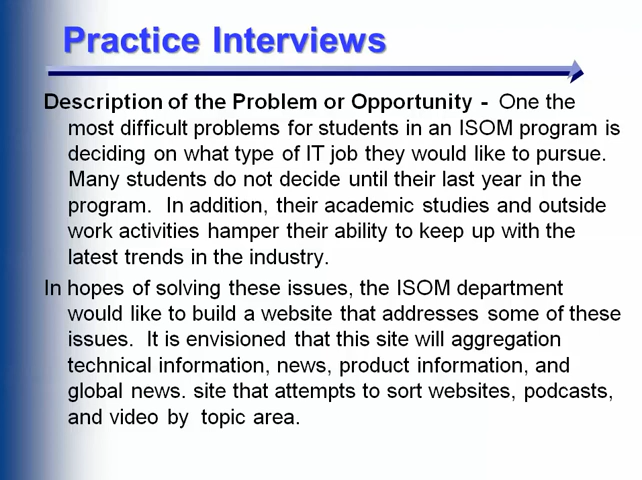 Practice Interviews
Description of the Problem or Opportunity - One the
most difficult problems for students in an ISOM program is
deciding on what type of IT job they would like to pursue.
Many students do not decide until their last year in the
program. In addition, their academic studies and outside
work activities hamper their ability to keep up with the
latest trends in the industry.
In hopes of solving these issues, the ISOM department
would like to build a website that addresses some of these
issues. It is envisioned that this site will aggregation
technical information, news, product information, and
global news. site that attempts to sort websites, podcasts,
and video by topic area.